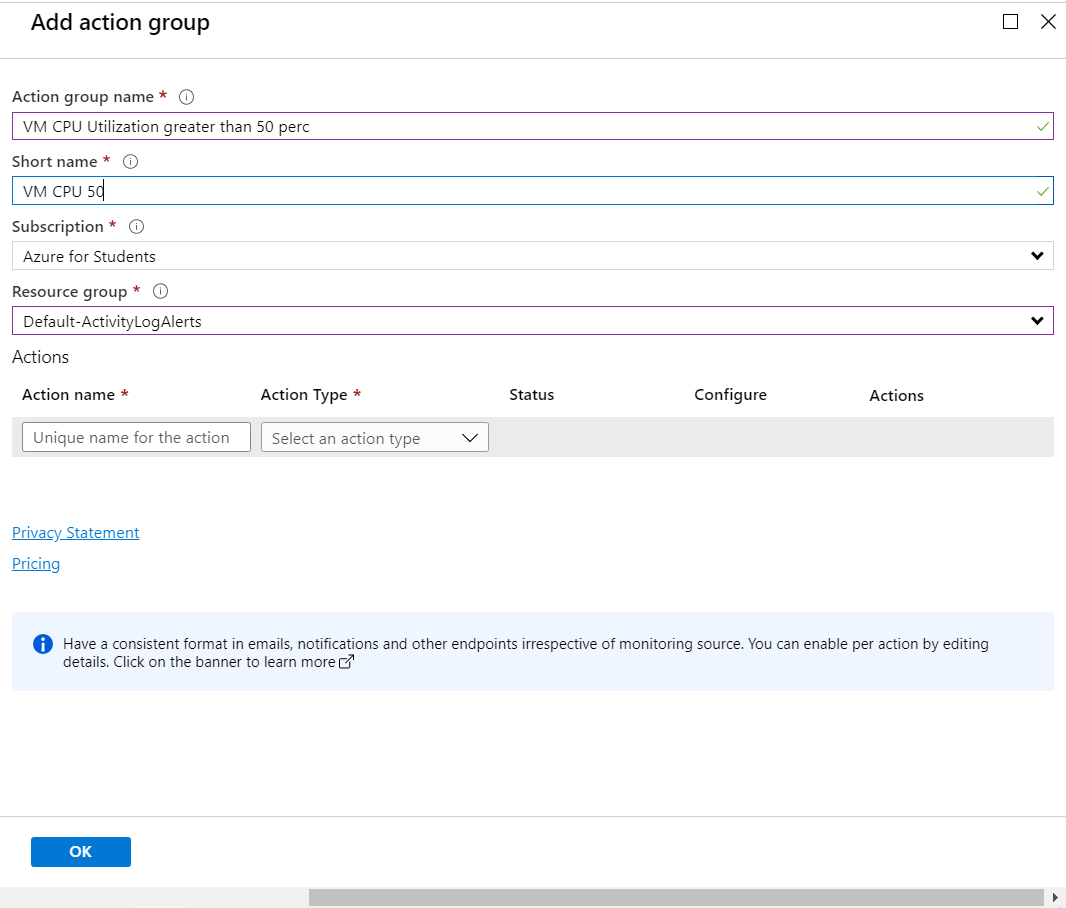 Add action group
Action group name *
VM CPU Utilization greater than 50 perc
Short name *
VM CPU 50
Subscription *
Azure for Students
Resource group *
Default-ActivityLogAlerts
Actions
Action name * Action Type * Status Configure Actions
Unique name for the action Select an action type
Privacy Statement
Pricing
Have a consistent format in emails, notifications and other endpoints irrespective of monitoring source. You can enable per action by editing
details. Click on the banner to learn more
OK